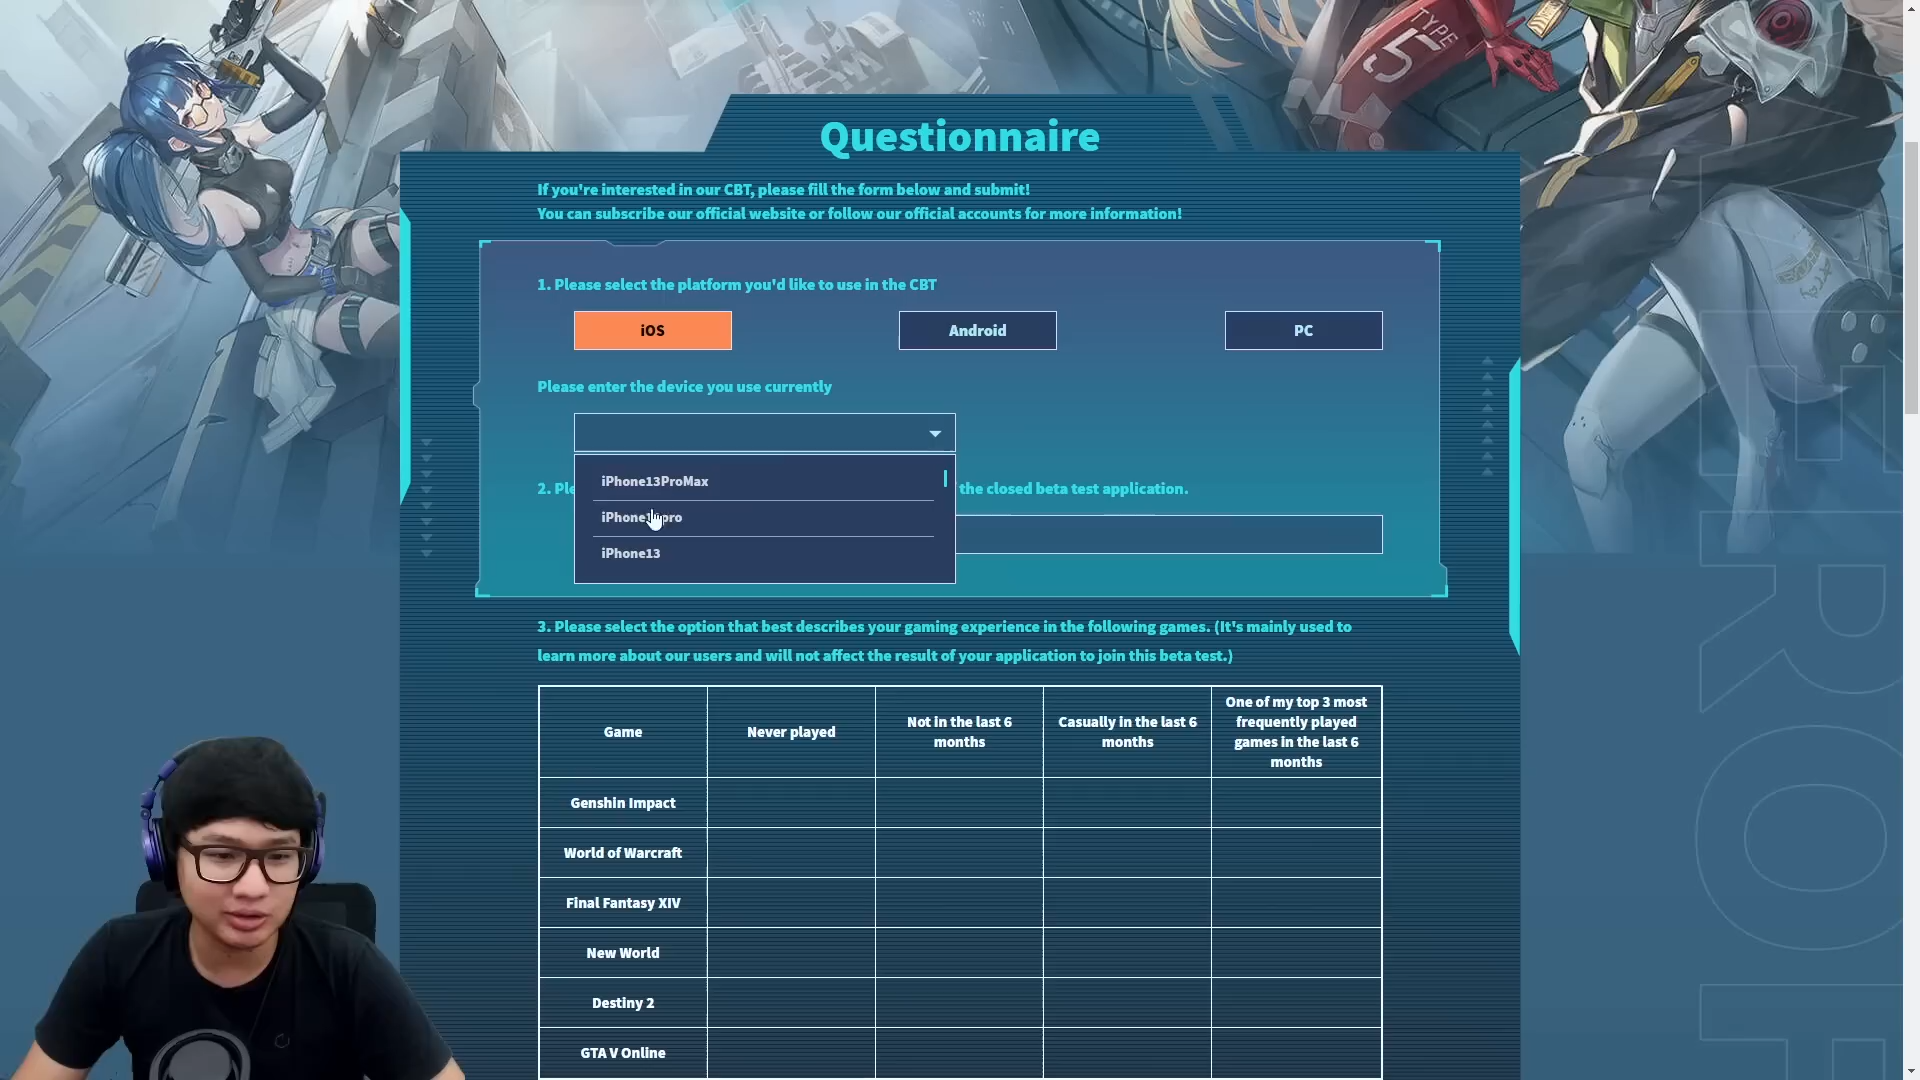 TYPE
5
Questionnaire
If you're interested in our CBT, please fill the form below and submit!
You can subscribe our official website or follow our official accounts for more information!
1. Please select the platform you'd like to use in the CBT
iOS
Android
PC
Please enter the device you use currently
iPhone13ProMax
2. Ple
the closed beta test application.
pro
iPhone13
3. Please select the option that best describes your gaming experience in the following games. (It's mainly used to
learn more about our users and will not affect the result of your application to join this beta test.)
Game
Never played
Not in the last 6
months
Casually in the last 6
months
One of my top 3 most
frequently played
games in the last 6
months
Genshin Impact
World of Warcraft
Final Fantasy XIV
New World
Destiny 2
GTA V Online